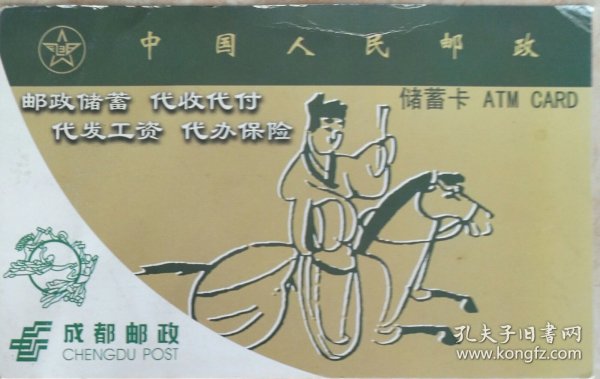 中国人民邮政
储蓄卡 ATM CARD
邮政储蓄 代收代付
代发工资 代办保险
成都邮政
CHENGDU POST
孔夫子旧书网
www.kongfz.com